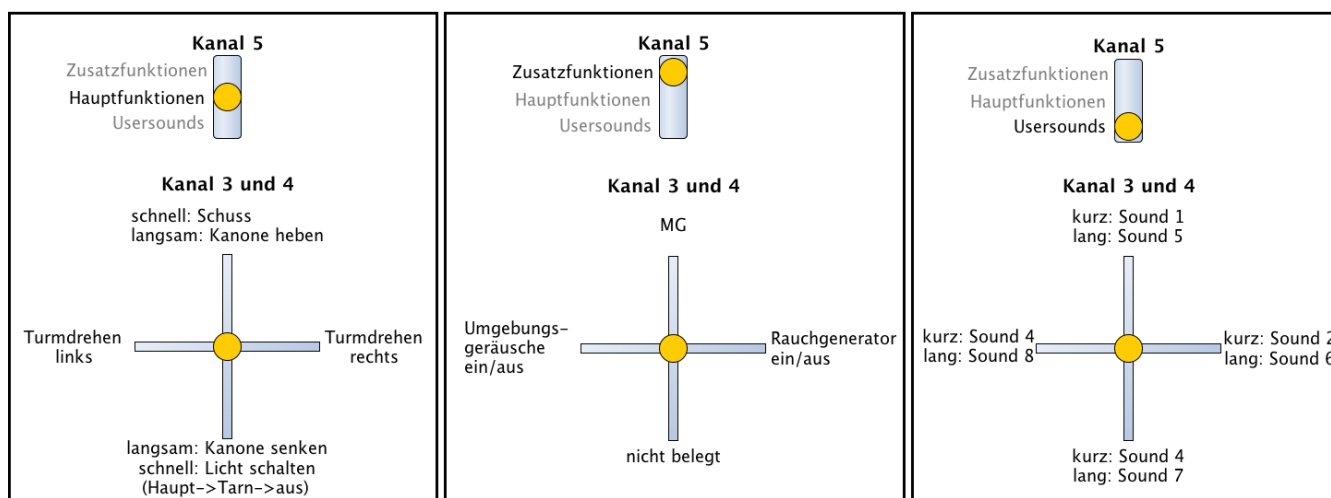 Kanal 5
Zusatzfunktionen
Hauptfunktionen
Usersounds
Kanal 3 und 4
schnell: Schuss
langsam: Kanone heben
Turmdrehen
links
Turmdrehen
rechts
langsam: Kanone senken
schnell: Licht schalten
(Haupt->Tarn->aus)
Kanal 5
Zusatzfunktionen
Hauptfunktionen
Usersounds
Kanal 3 und 4
MG
Umgebungs-
geräusche
ein/aus
Rauchgenerator
ein/aus
nicht belegt
Kanal 5
Zusatzfunktionen
Hauptfunktionen
Usersounds
Kanal 3 und 4
kurz: Sound 1
lang: Sound 5
kurz: Sound 4
lang: Sound 8
kurz: Sound 2
lang: Sound 6
kurz: Sound 4
lang: Sound 7